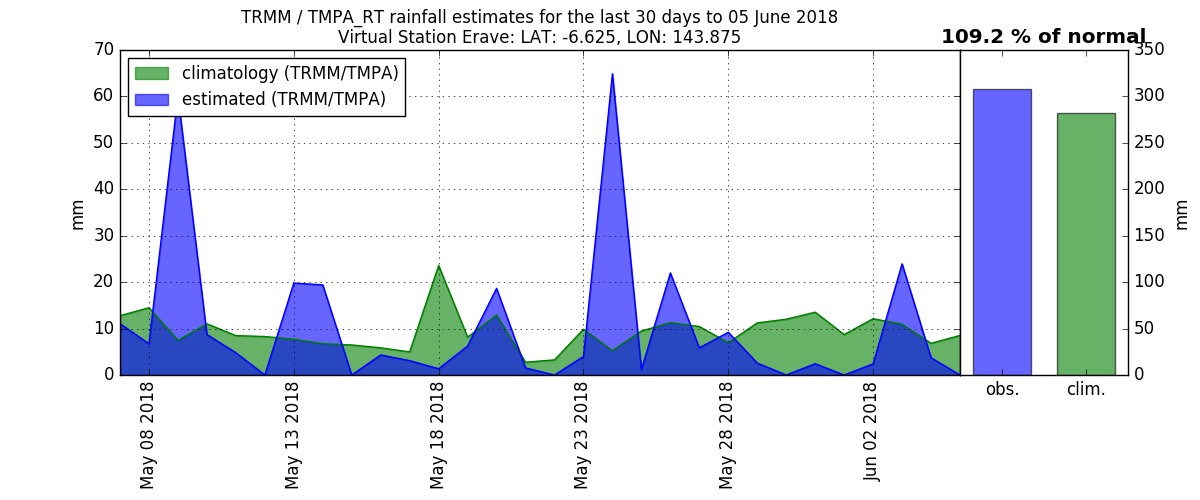 TRMM / TMPA_RT rainfall estimates for the last 30 days to 05 June 2018
Virtual Station Erave: LAT: -6.625, LON: 143.875
109.2 % of normal
climatology (TRMM/TMPA)
estimated (TRMM/TMPA)
mm
70
60
50
40
30
20
10
0
May 08 2018
May 13 2018
May 18 2018
May 23 2018
May 28 2018
Jun 02 2018
obs.
clim.
350
300
250
200
150
100
50
0
mm